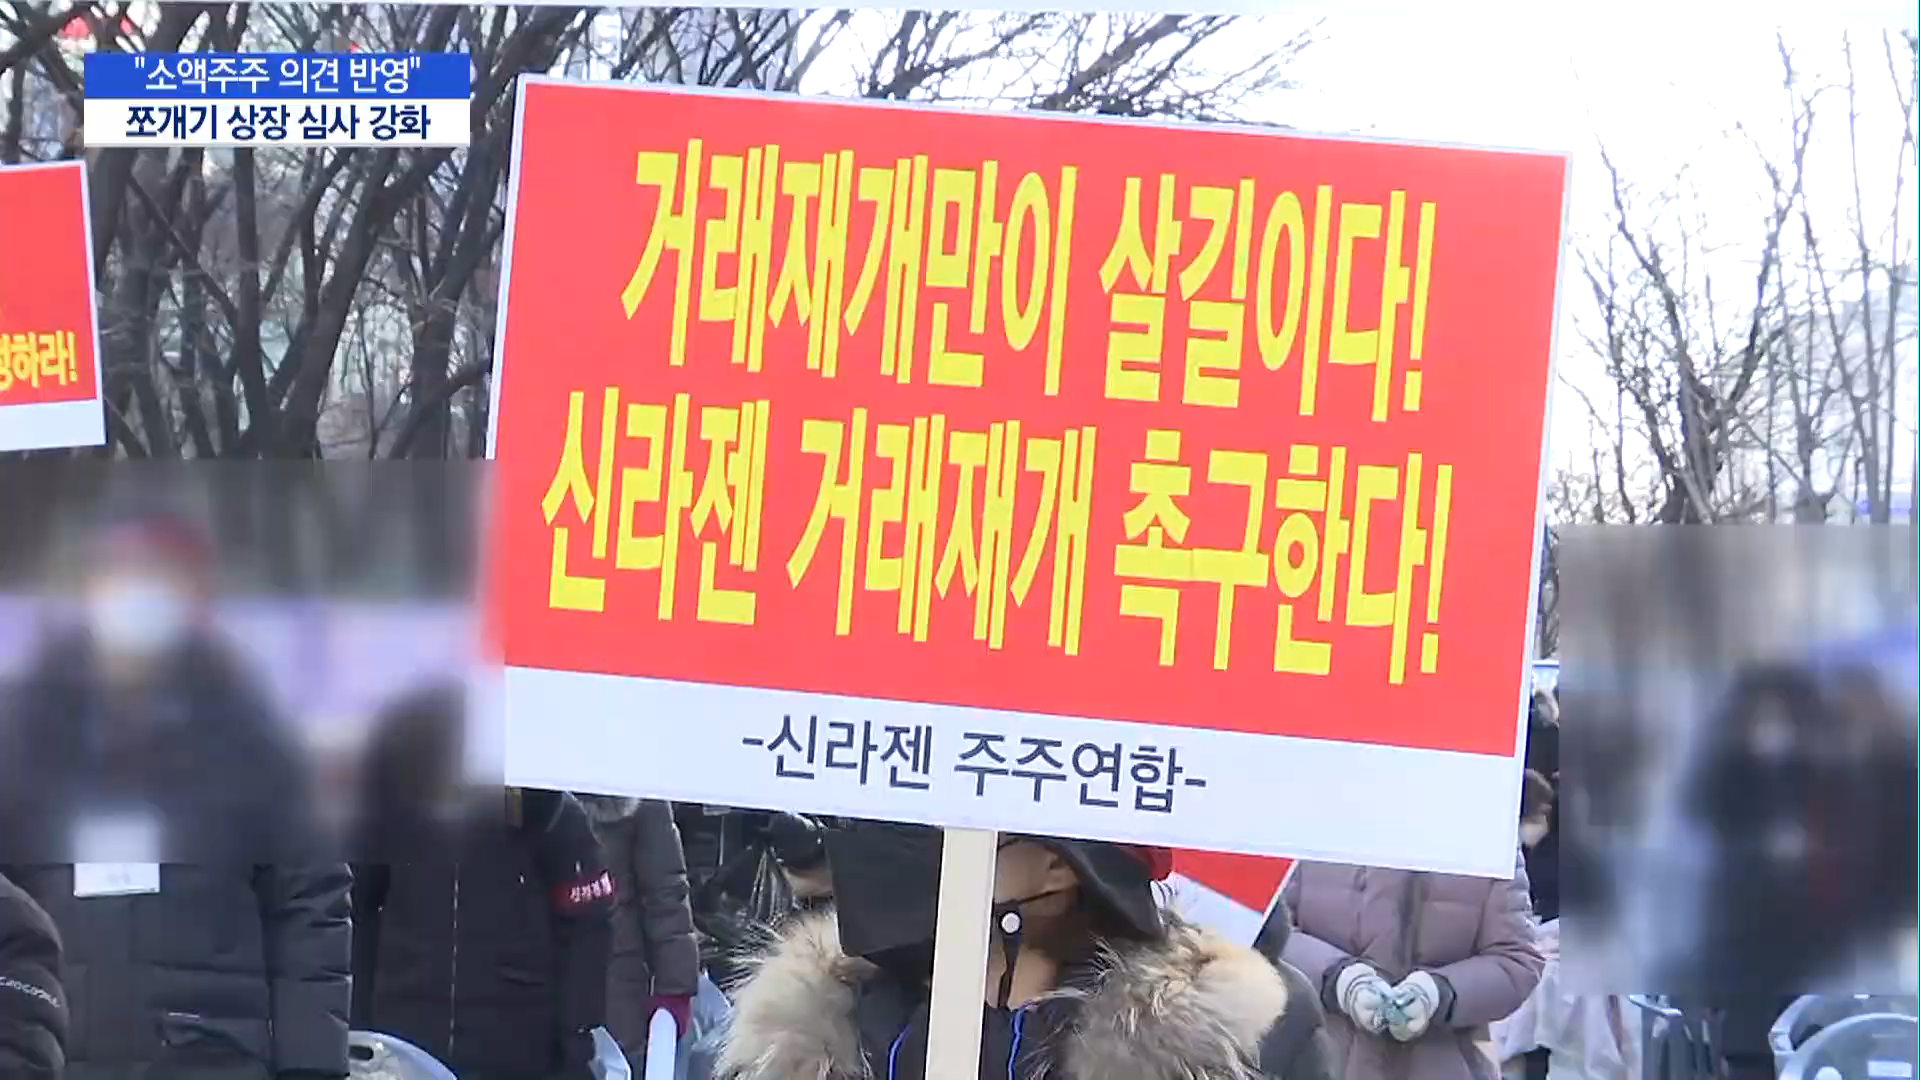 "소액주주 의견 반영"
쪼개기 상장 심사 강화
거래재개만이 살길이다!
신라젠 거래재개 촉구한다!
-신라젠 주주연합-